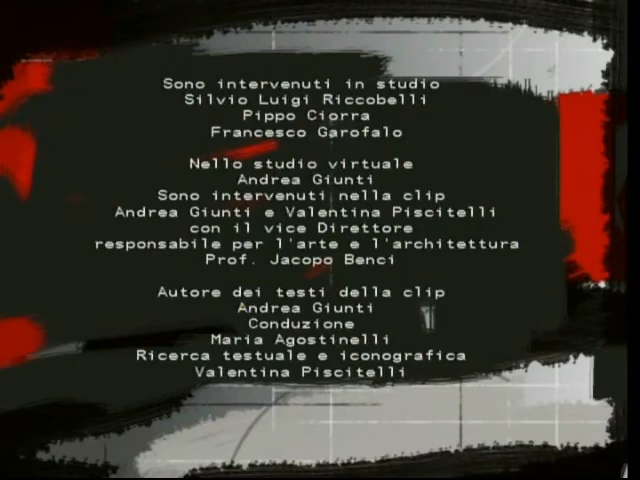 Sono intervenuti in studio
Silvio Luigi Riccobelli
Pippo Ciorra
Francesco Garofalo
Nello studio virtuale
Andrea Giunti
Sono intervenuti nella clip
Andrea Giunti e Valentina Piscitelli
con il vice Direttore
responsabile per l'arte e l'architettura
Prof. Jacopo Benci
Autore dei testi della clip
Andrea Giunti
Conduzione
Maria Agostinelli
Ricerca testuale e iconografica
Valentina Piscitelli